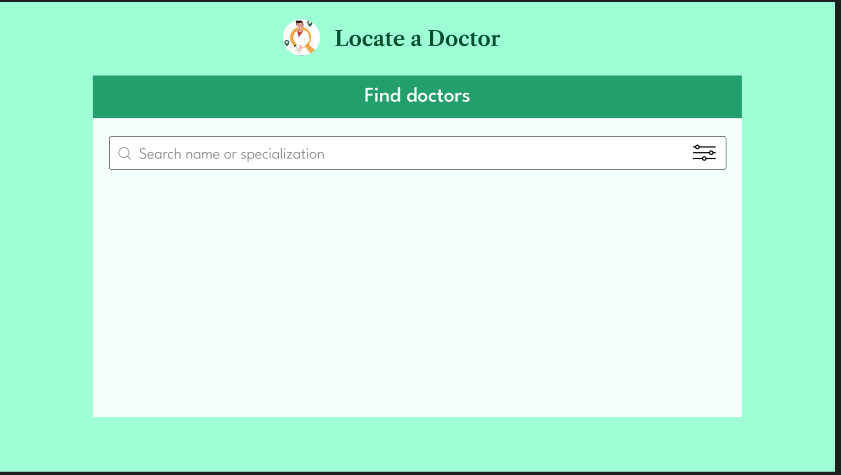 Locate a Doctor
Find doctors
Search name or specialization